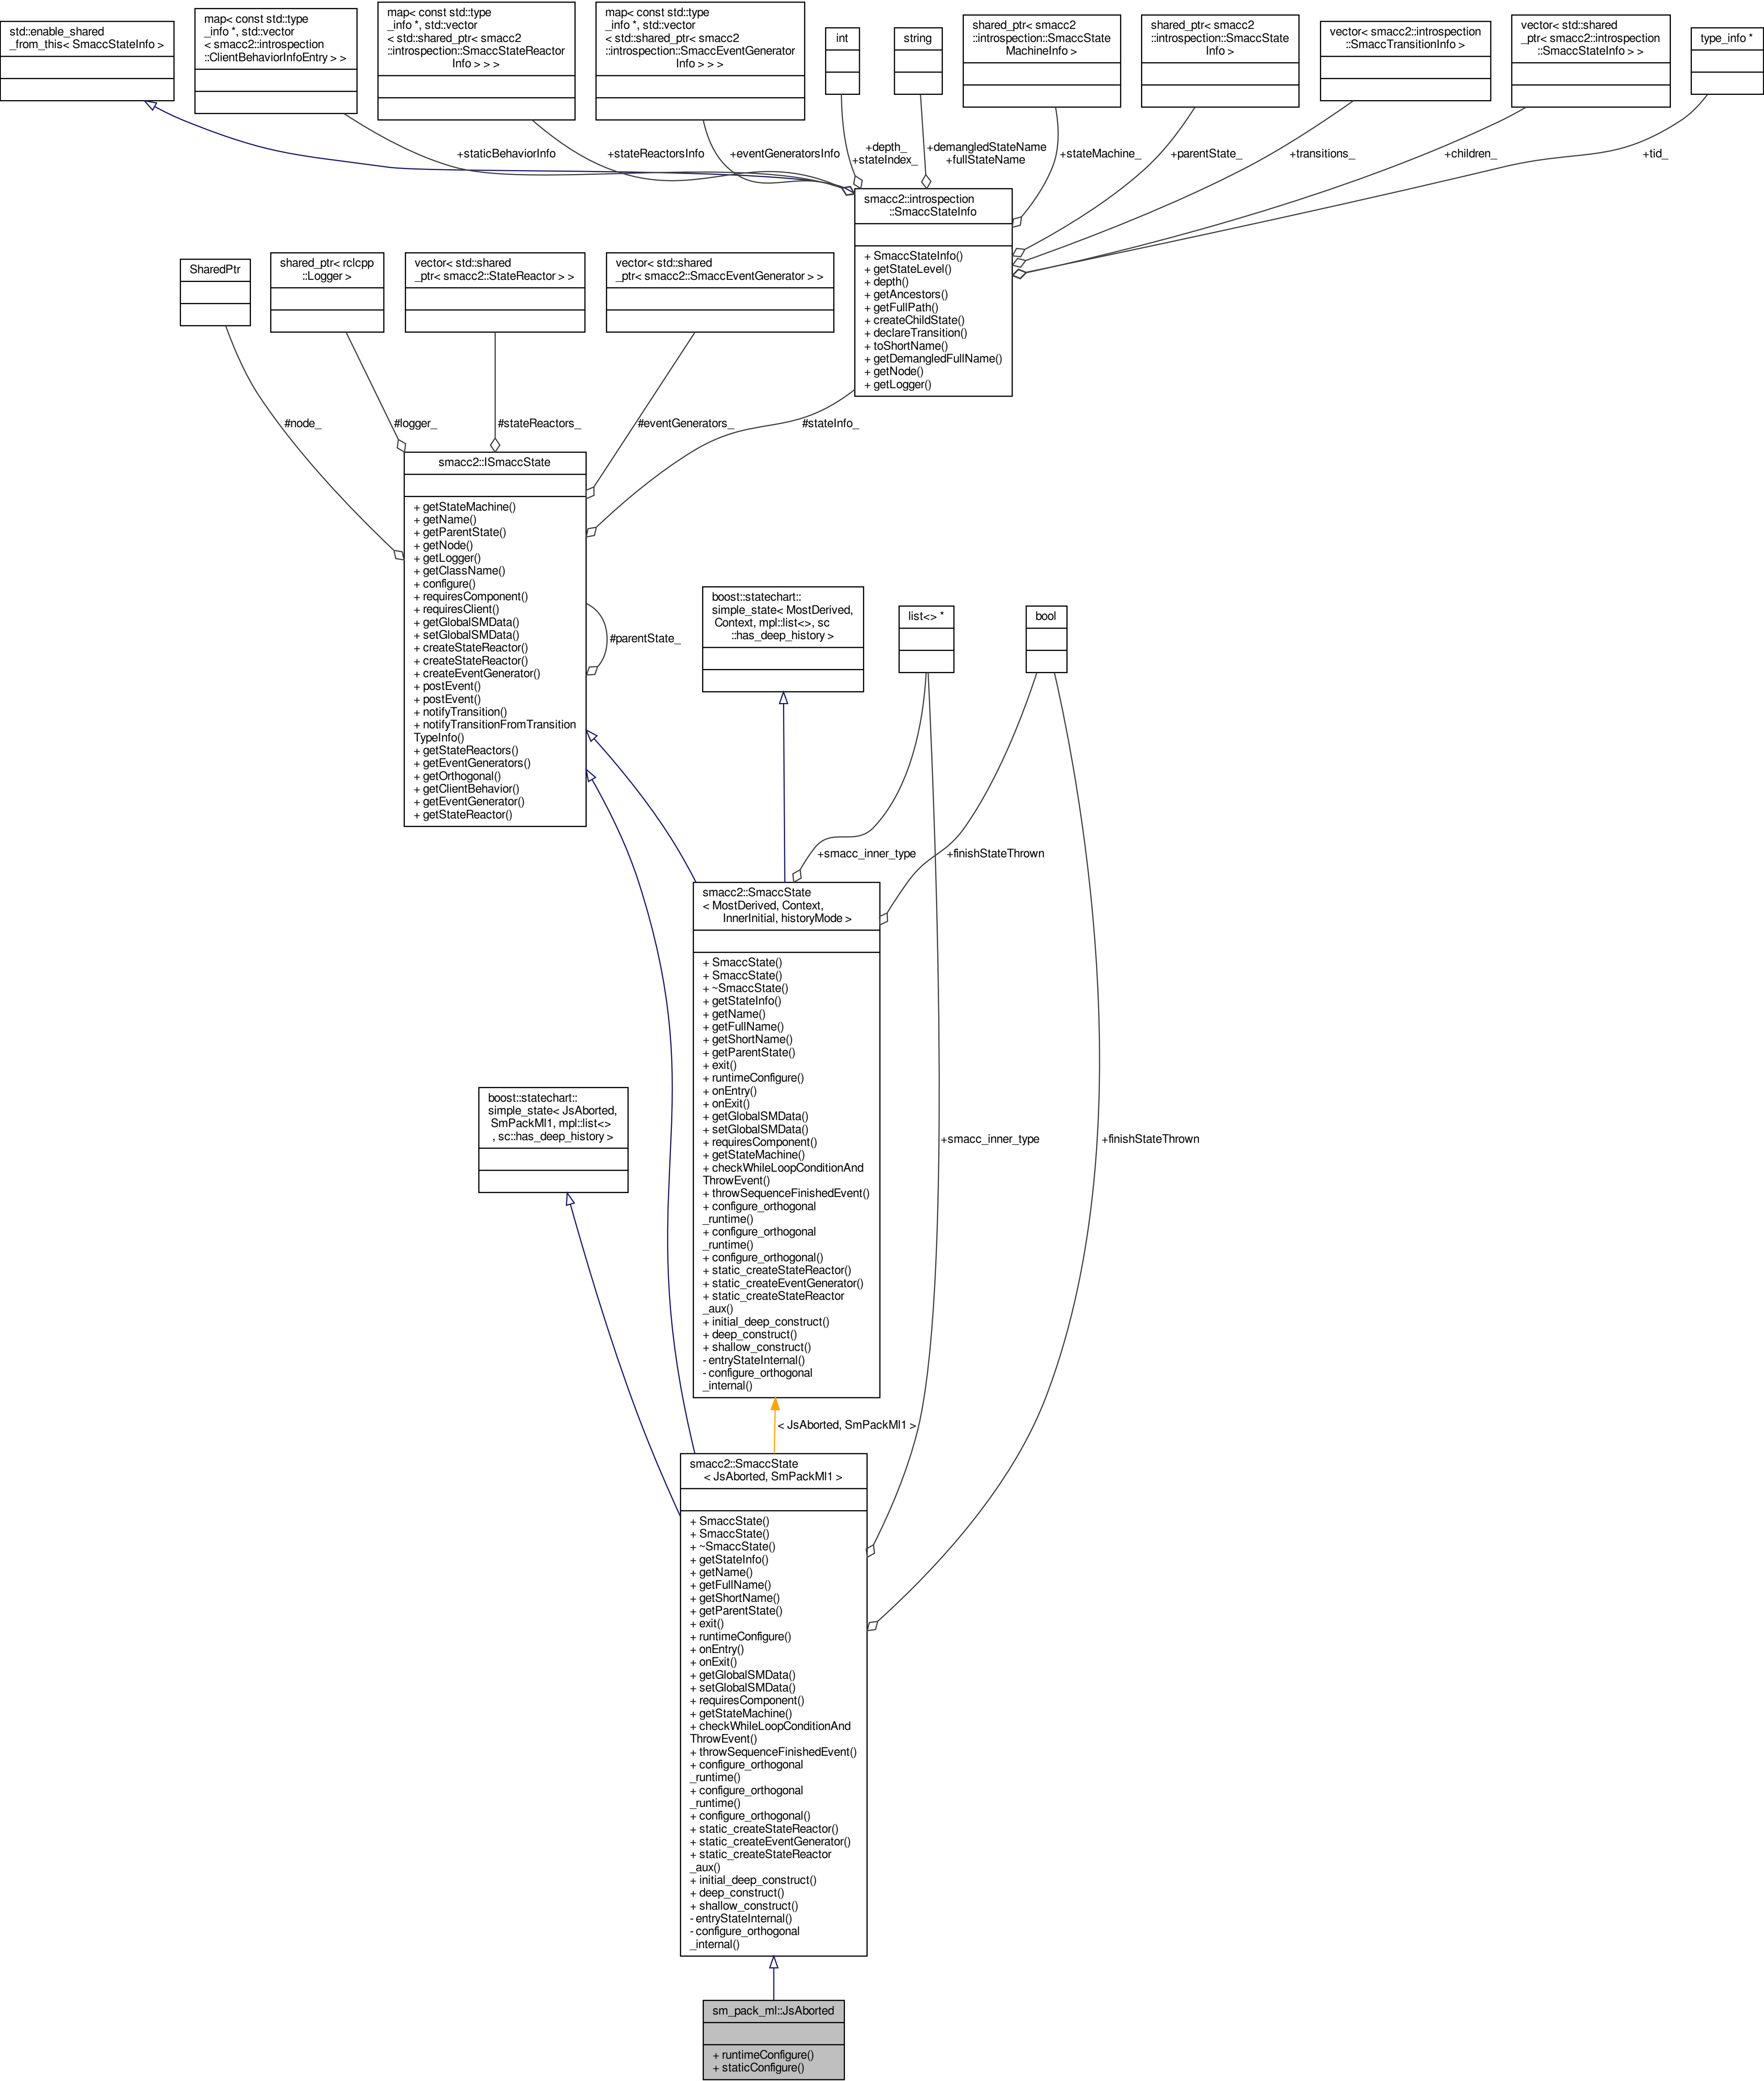 std::enable_shared
_from_this< SmaccStateInfo >
map< const std::type
_info *, std::vector
< smacc2::introspection
::ClientBehaviorInfoEntry > >
map< const std::type
_info *, std::vector
< std::shared_ptr< smacc2
::introspection::SmaccStateReactor
Info > > >
map< const std::type
_info *, std::vector
< std::shared_ptr< smacc2
::introspection::SmaccEventGenerator
Info > > >
int
string
shared_ptr< smacc2
::introspection::SmaccState
MachineInfo >
shared_ptr< smacc2
::introspection::SmaccState
Info >
vector< smacc2::introspection
::SmaccTransitionInfo >
vector< std::shared
_ptr< smacc2::introspection
::SmaccStateInfo > >
type_info *
+staticBehaviorInfo
+stateReactorsInfo
+eventGeneratorsInfo
+depth_
+stateIndex_
+demangledStateName
+fullStateName
+stateMachine_
+parentState_
+transitions_
+children_
+tid_
smacc2::introspection
::SmaccStateInfo
+ SmaccStateInfo()
+ getStateLevel()
+ depth()
+ getAncestors()
+ getFullPath()
+ createChildState()
+ declareTransition()
+ toShortName()
+ getDemangledFullName()
+ getNode()
+ getLogger()
SharedPtr
shared_ptr< rclcpp
::Logger >
vector< std::shared
_ptr< smacc2::StateReactor > >
vector< std::shared
_ptr< smacc2::SmaccEventGenerator > >
#node_
#logger_
#stateReactors_
#eventGenerators_
#stateInfo_
smacc2::ISmaccState
+ getStateMachine()
+ getName()
+ getParentState()
+ getNode()
+ getLogger()
+ getClassName()
+ configure()
+ requiresComponent()
+ requiresClient()
+ getGlobalSMData()
+ setGlobalSMData()
+ createStateReactor()
+ createStateReactor()
+ createEventGenerator()
+ postEvent()
+ postEvent()
+ notifyTransition()
+ notifyTransitionFromTransition
TypeInfo()
+ getStateReactors()
+ getEventGenerators()
+ getOrthogonal()
+ getClientBehavior()
+ getEventGenerator()
+ getStateReactor()
#parentState_
boost::statechart::
simple_state< MostDerived,
Context, mpl::list<>, sc
::has_deep_history >
list<> *
bool
+smacc_inner_type
+finishStateThrown
smacc2::SmaccState
< MostDerived, Context,
InnerInitial, historyMode >
+ SmaccState()
+ SmaccState()
+ ~SmaccState()
+ getStateInfo()
+ getName()
+ getFullName()
+ getShortName()
+ getParentState()
+ exit()
+ runtimeConfigure()
+ onEntry()
+ onExit()
+ getGlobalSMData()
+ setGlobalSMData()
+ requiresComponent()
+ getStateMachine()
+ checkWhileLoopConditionAnd
ThrowEvent()
+ throwSequenceFinishedEvent()
+ configure_orthogonal
_runtime()
+ configure_orthogonal
_runtime()
+ configure_orthogonal()
+ static_createStateReactor()
+ static_createEventGenerator()
+ static_createStateReactor
_aux()
+ initial_deep_construct()
+ deep_construct()
+ shallow_construct()
- entryStateInternal()
- configure_orthogonal
_internal()
boost::statechart::
simple_state< JsAborted,
SmPackMl1, mpl::list<>
, sc::has_deep_history >
+smacc_inner_type
+finishStateThrown
< JsAborted, SmPackMl1 >
smacc2::SmaccState
< JsAborted, SmPackMl1 >
+ SmaccState()
+ SmaccState()
+ ~SmaccState()
+ getStateInfo()
+ getName()
+ getFullName()
+ getShortName()
+ getParentState()
+ exit()
+ runtimeConfigure()
+ onEntry()
+ onExit()
+ getGlobalSMData()
+ setGlobalSMData()
+ requiresComponent()
+ getStateMachine()
+ checkWhileLoopConditionAnd
ThrowEvent()
+ throwSequenceFinishedEvent()
+ configure_orthogonal
_runtime()
+ configure_orthogonal
_runtime()
+ configure_orthogonal()
+ static_createStateReactor()
+ static_createEventGenerator()
+ static_createStateReactor
_aux()
+ initial_deep_construct()
+ deep_construct()
+ shallow_construct()
- entryStateInternal()
- configure_orthogonal
_internal()
sm_pack_ml::JsAborted
+ runtimeConfigure()
+ staticConfigure()